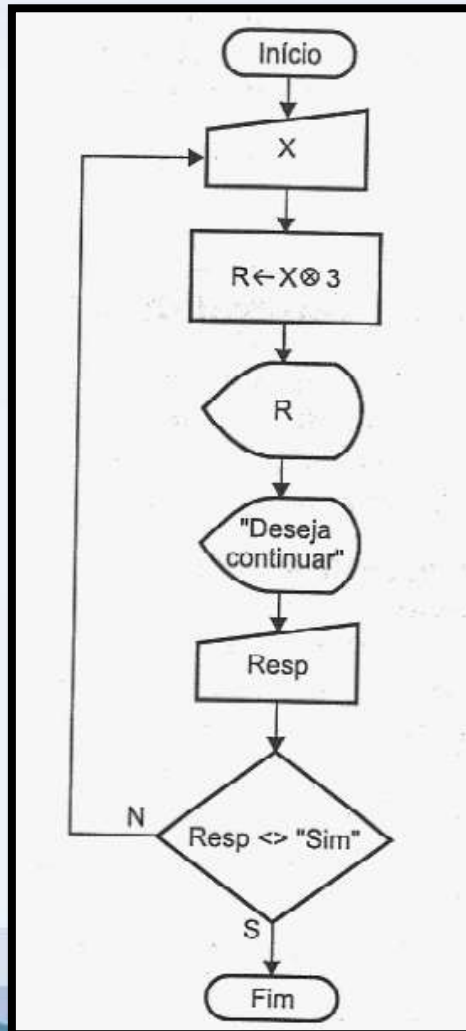 Início
X
R←X⊗3
R
"Deseja
continuar"
Resp
N
Resp <> "Sim"
S
Fim